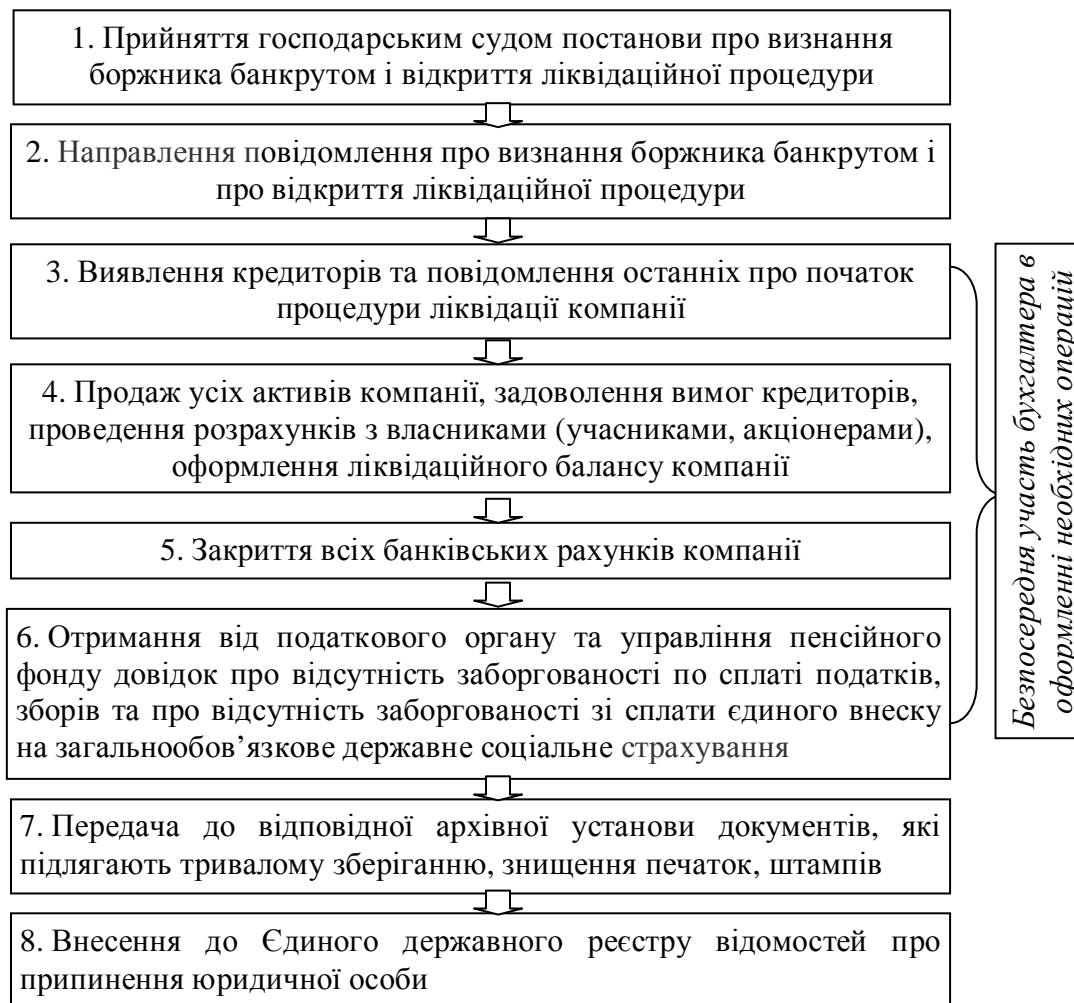 1. Прийняття господарським судом постанови про визнання
боржника банкрутом і відкриття ліквідаційної процедури
2. Направлення повідомлення про визнання боржника банкрутом і
про відкриття ліквідаційної процедури
3. Виявлення кредиторів та повідомлення останніх про початок
процедури ліквідації компанії
4. Продаж усіх активів компанії, задоволення вимог кредиторів,
проведення розрахунків з власниками (учасниками, акціонерами),
оформлення ліквідаційного балансу компанії
5. Закриття всіх банківських рахунків компанії
6. Отримання від податкового органу та управління пенсійного
фонду довідок про відсутність заборгованості по сплаті податків,
зборів та про відсутність заборгованості зі сплати єдиного внеску
на загальнообов’язкове державне соціальне страхування
7. Передача до відповідної архівної установи документів, які
підлягають тривалому зберіганню, знищення печаток, штампів
8. Внесення до Єдиного державного реєстру відомостей про
припинення юридичної особи
Безпосередня участь бухгалтера в
оформленні необхідних операцій